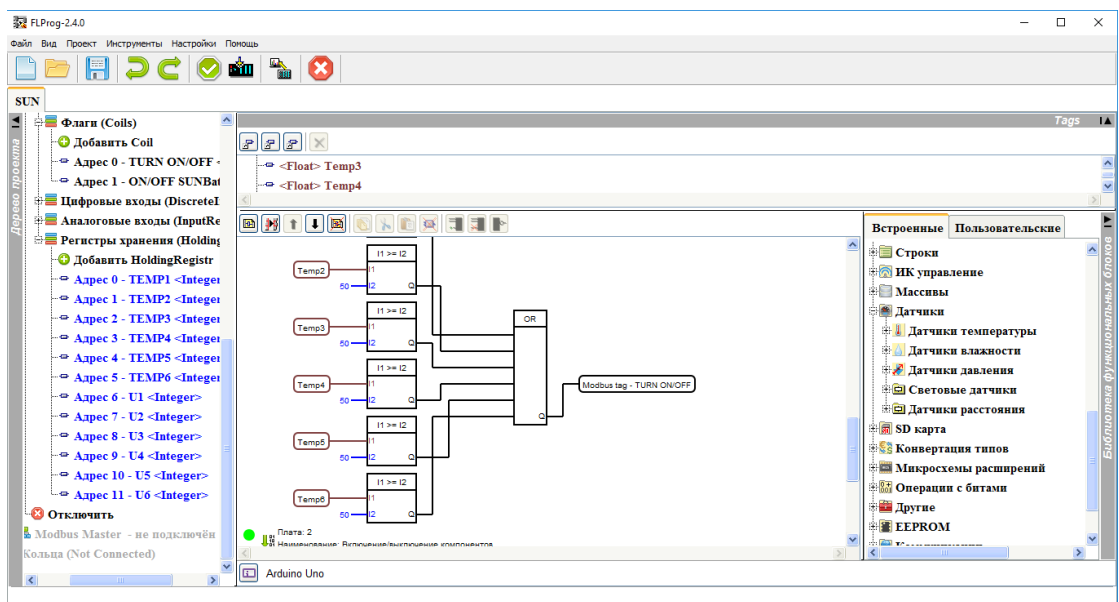 FLProg-2.4.0
Файл Вид Проект Инструменты Настройки Помощь
SUN
Дерево проекта
Флаги (Coils)
Добавить Coil
Адрес 0 - TURN ON/OFF <
Адрес 1 - ON/OFF SUNBat
Цифровые входы (DiscreteI
Аналоговые входы (InputRe
Регистры хранения (Holding
Добавить HoldingRegistr
Адрес 0 - TEMP1 <Integer
Адрес 1 - TEMP2 <Integer
Адрес 2 - TEMP3 <Integer
Адрес 3 - TEMP4 <Integer
Адрес 4 - TEMP5 <Integer
Адрес 5 - TEMP6 <Integer
Адрес 6 - U1 <Integer>
Адрес 7 - U2 <Integer>
Адрес 8 - U3 <Integer>
Адрес 9 - U4 <Integer>
Адрес 10 - U5 <Integer>
Адрес 11 - U6 <Integer>
Отключить
Modbus Master - не подключён
Кольца (Not Connected)
Tags
<Float> Temp3
<Float> Temp4
I1 >= I2
Temp2
I1
50
I2
Q
I1 >= I2
Temp3
I1
50
I2
Q
I1 >= I2
Temp4
I1
50
I2
Q
I1 >= I2
Temp5
I1
50
I2
Q
I1 >= I2
Temp6
I1
50
I2
Q
OR
Q
Modbus tag - TURN ON/OFF
Плата: 2
Наименование: Включение/выключение компонентов
Arduino Uno
Встроенные
Пользовательские
Строки
ИК управление
Массивы
Датчики
Датчики температуры
Датчики влажности
Датчики давления
Световые датчики
Датчики расстояния
SD карта
Конвертация типов
Микросхемы расширений
Операции с битами
Другие
EEPROM
Библиотека функциональных блоков